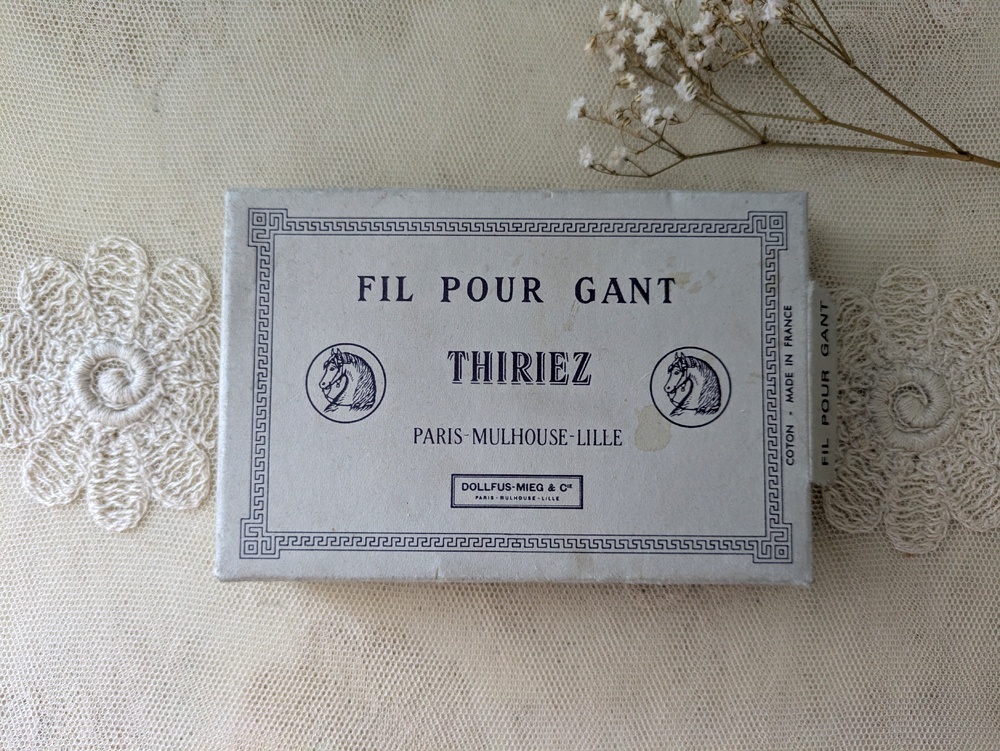 FIL POUR GANT
THIRIEZ
PARIS-MULHOUSE-LILLE
DOLLFUS-MIEG & Cie
PARIS-MULHOUSE-LILLE
COTON - MADE IN FRANCE
FIL POUR GANT